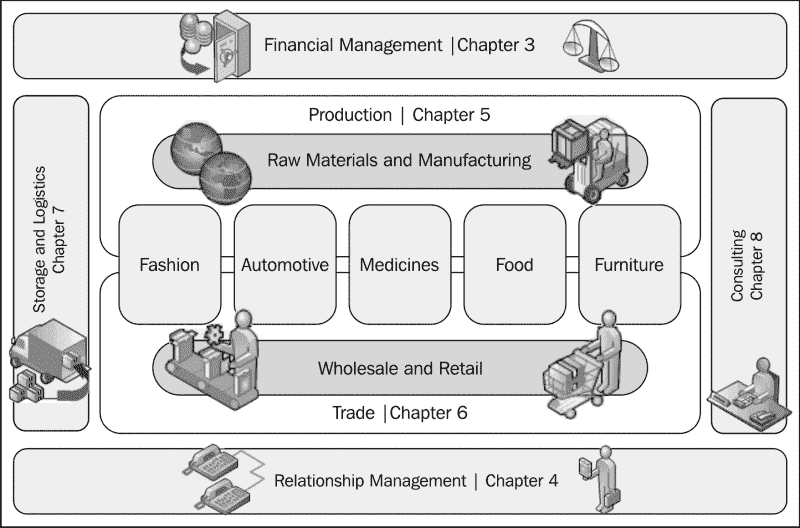 Financial Management |Chapter 3
Production | Chapter 5
Raw Materials and Manufacturing
Storage and Logistics
Chapter 7
Fashion
Automotive
Medicines
Food
Furniture
Consulting
Chapter 8
Wholesale and Retail
Trade |Chapter 6
Relationship Management | Chapter 4